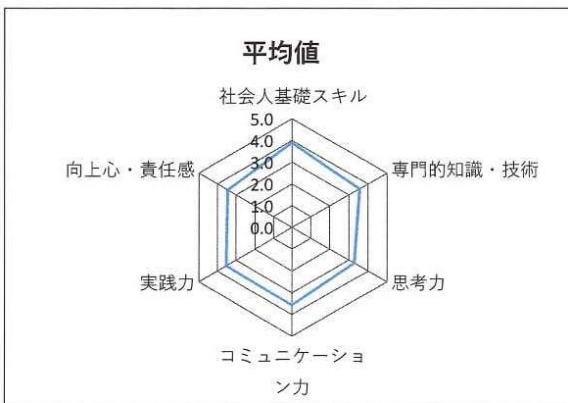 平均値
社会人基礎スキル
5.0
4.0
向上心・責任感
3.0
専門的知識・技術
2.0
1.0
0.0
実践力
思考力
コミュニケーショ
ン力